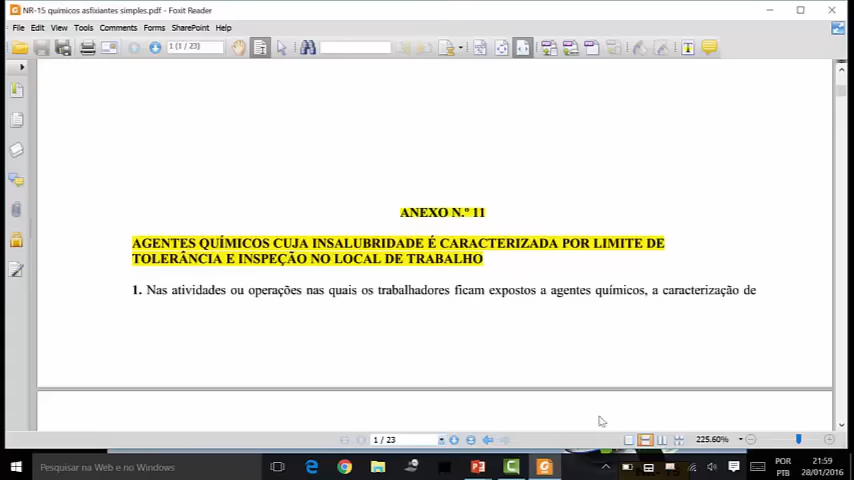 NR-15 quimicos asfixiantes simples.pdf - Foxit Reader
File Edit View Tools Comments Forms SharePoint Help
1 (1 / 23)
ANEXO N.º 11
AGENTES QUÍMICOS CUJA INSALUBRIDADE É CARACTERIZADA POR LIMITE DE
TOLERÂNCIA E INSPEÇÃO NO LOCAL DE TRABALHO
1. Nas atividades ou operações nas quais os trabalhadores ficam expostos a agentes químicos, a caracterização de
1 / 23
225.60%
Pesquisar na Web e no Windows
POR
PTB
21:59
28/01/2016